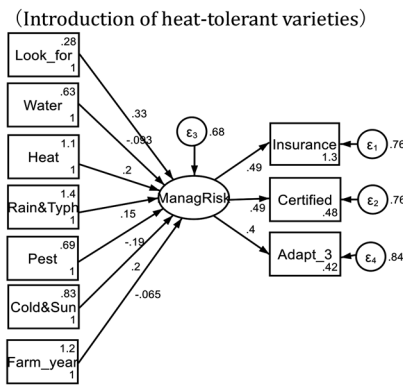 (Introduction of heat-tolerant varieties)
.28
Look_for
1
.63
Water
1
1.1
Heat
1
1.4
Rain&Typh
1
.69
Pest
1
.83
Cold&Sun
1
1.2
Farm_year
1
.33
-.093
.2
.15
-.19
.2
-.065
ε3
.68
ManagRisk
.49
.49
.4
Insurance
1.3
Certified
.48
Adapt_3
.42
ε1
.76
ε2
.76
ε4
.84